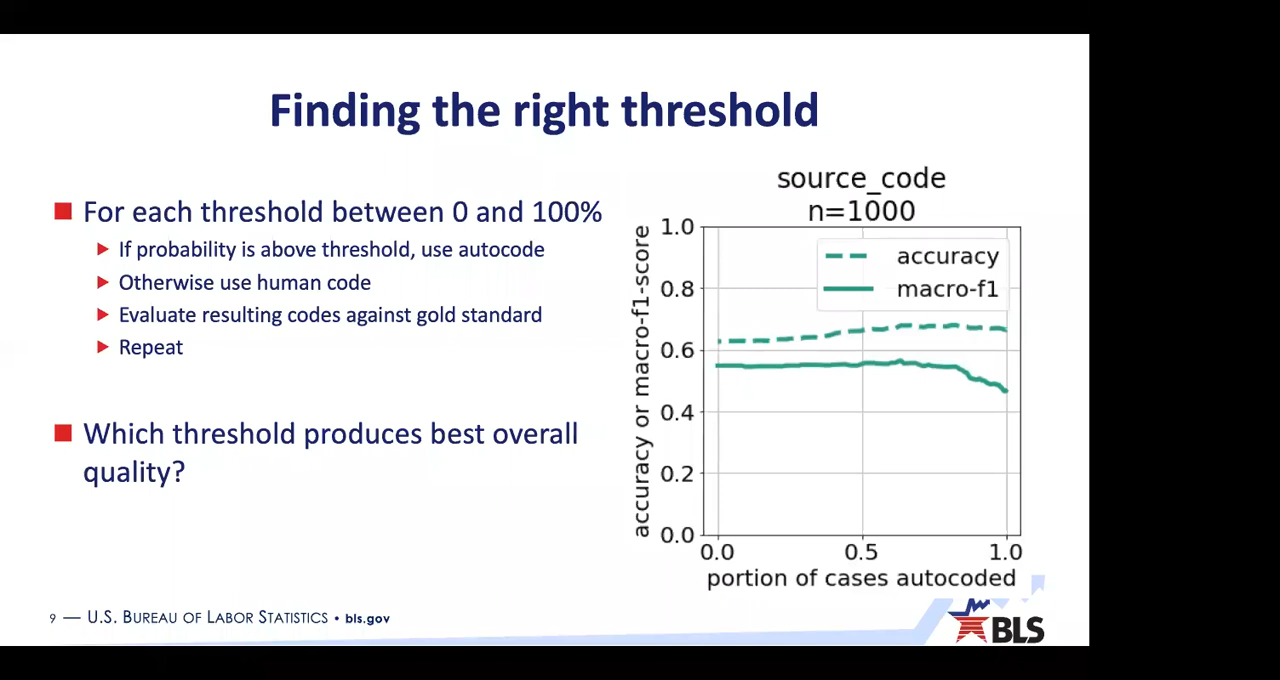 Finding the right threshold
For each threshold between 0 and 100%
If probability is above threshold, use autocode
Otherwise use human code
Evaluate resulting codes against gold standard
Repeat
Which threshold produces best overall
quality?
source_code
n=1000
accuracy or macro-f1-score
1.0
0.8
0.6
0.4
0.2
0.0
accuracy
macro-f1
0.0 0.5 1.0
portion of cases autocoded
9 — U.S. BUREAU OF LABOR STATISTICS • bls.gov
BLS